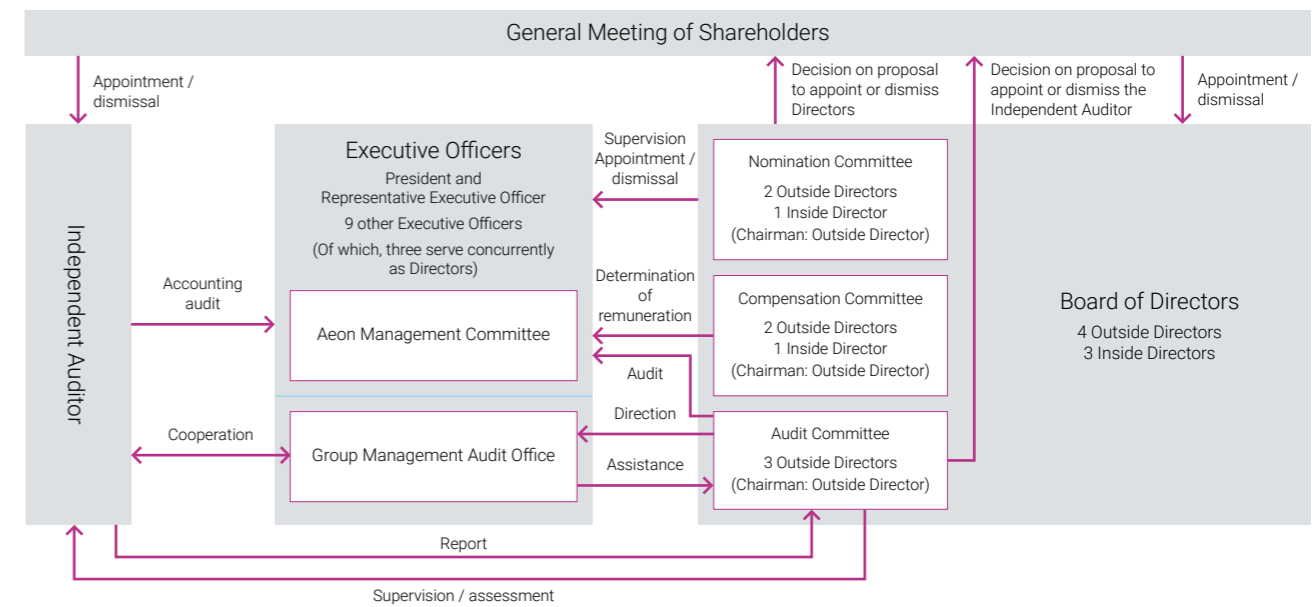 General Meeting of Shareholders
Appointment /
dismissal
Decision on proposal
to appoint or dismiss
Directors
Decision on proposal to
appoint or dismiss the
Independent Auditor
Appointment /
dismissal
Independent Auditor
Accounting
audit
Cooperation
Executive Officers
President and
Representative Executive Officer
9 other Executive Officers
(Of which, three serve concurrently
as Directors)
Aeon Management Committee
Group Management Audit Office
Supervision
Appointment /
dismissal
Determination
of
remuneration
Audit
Direction
Assistance
Nomination Committee
2 Outside Directors
1 Inside Director
(Chairman: Outside Director)
Compensation Committee
2 Outside Directors
1 Inside Director
(Chairman: Outside Director)
Audit Committee
3 Outside Directors
(Chairman: Outside Director)
Board of Directors
4 Outside Directors
3 Inside Directors
Report
Supervision / assessment